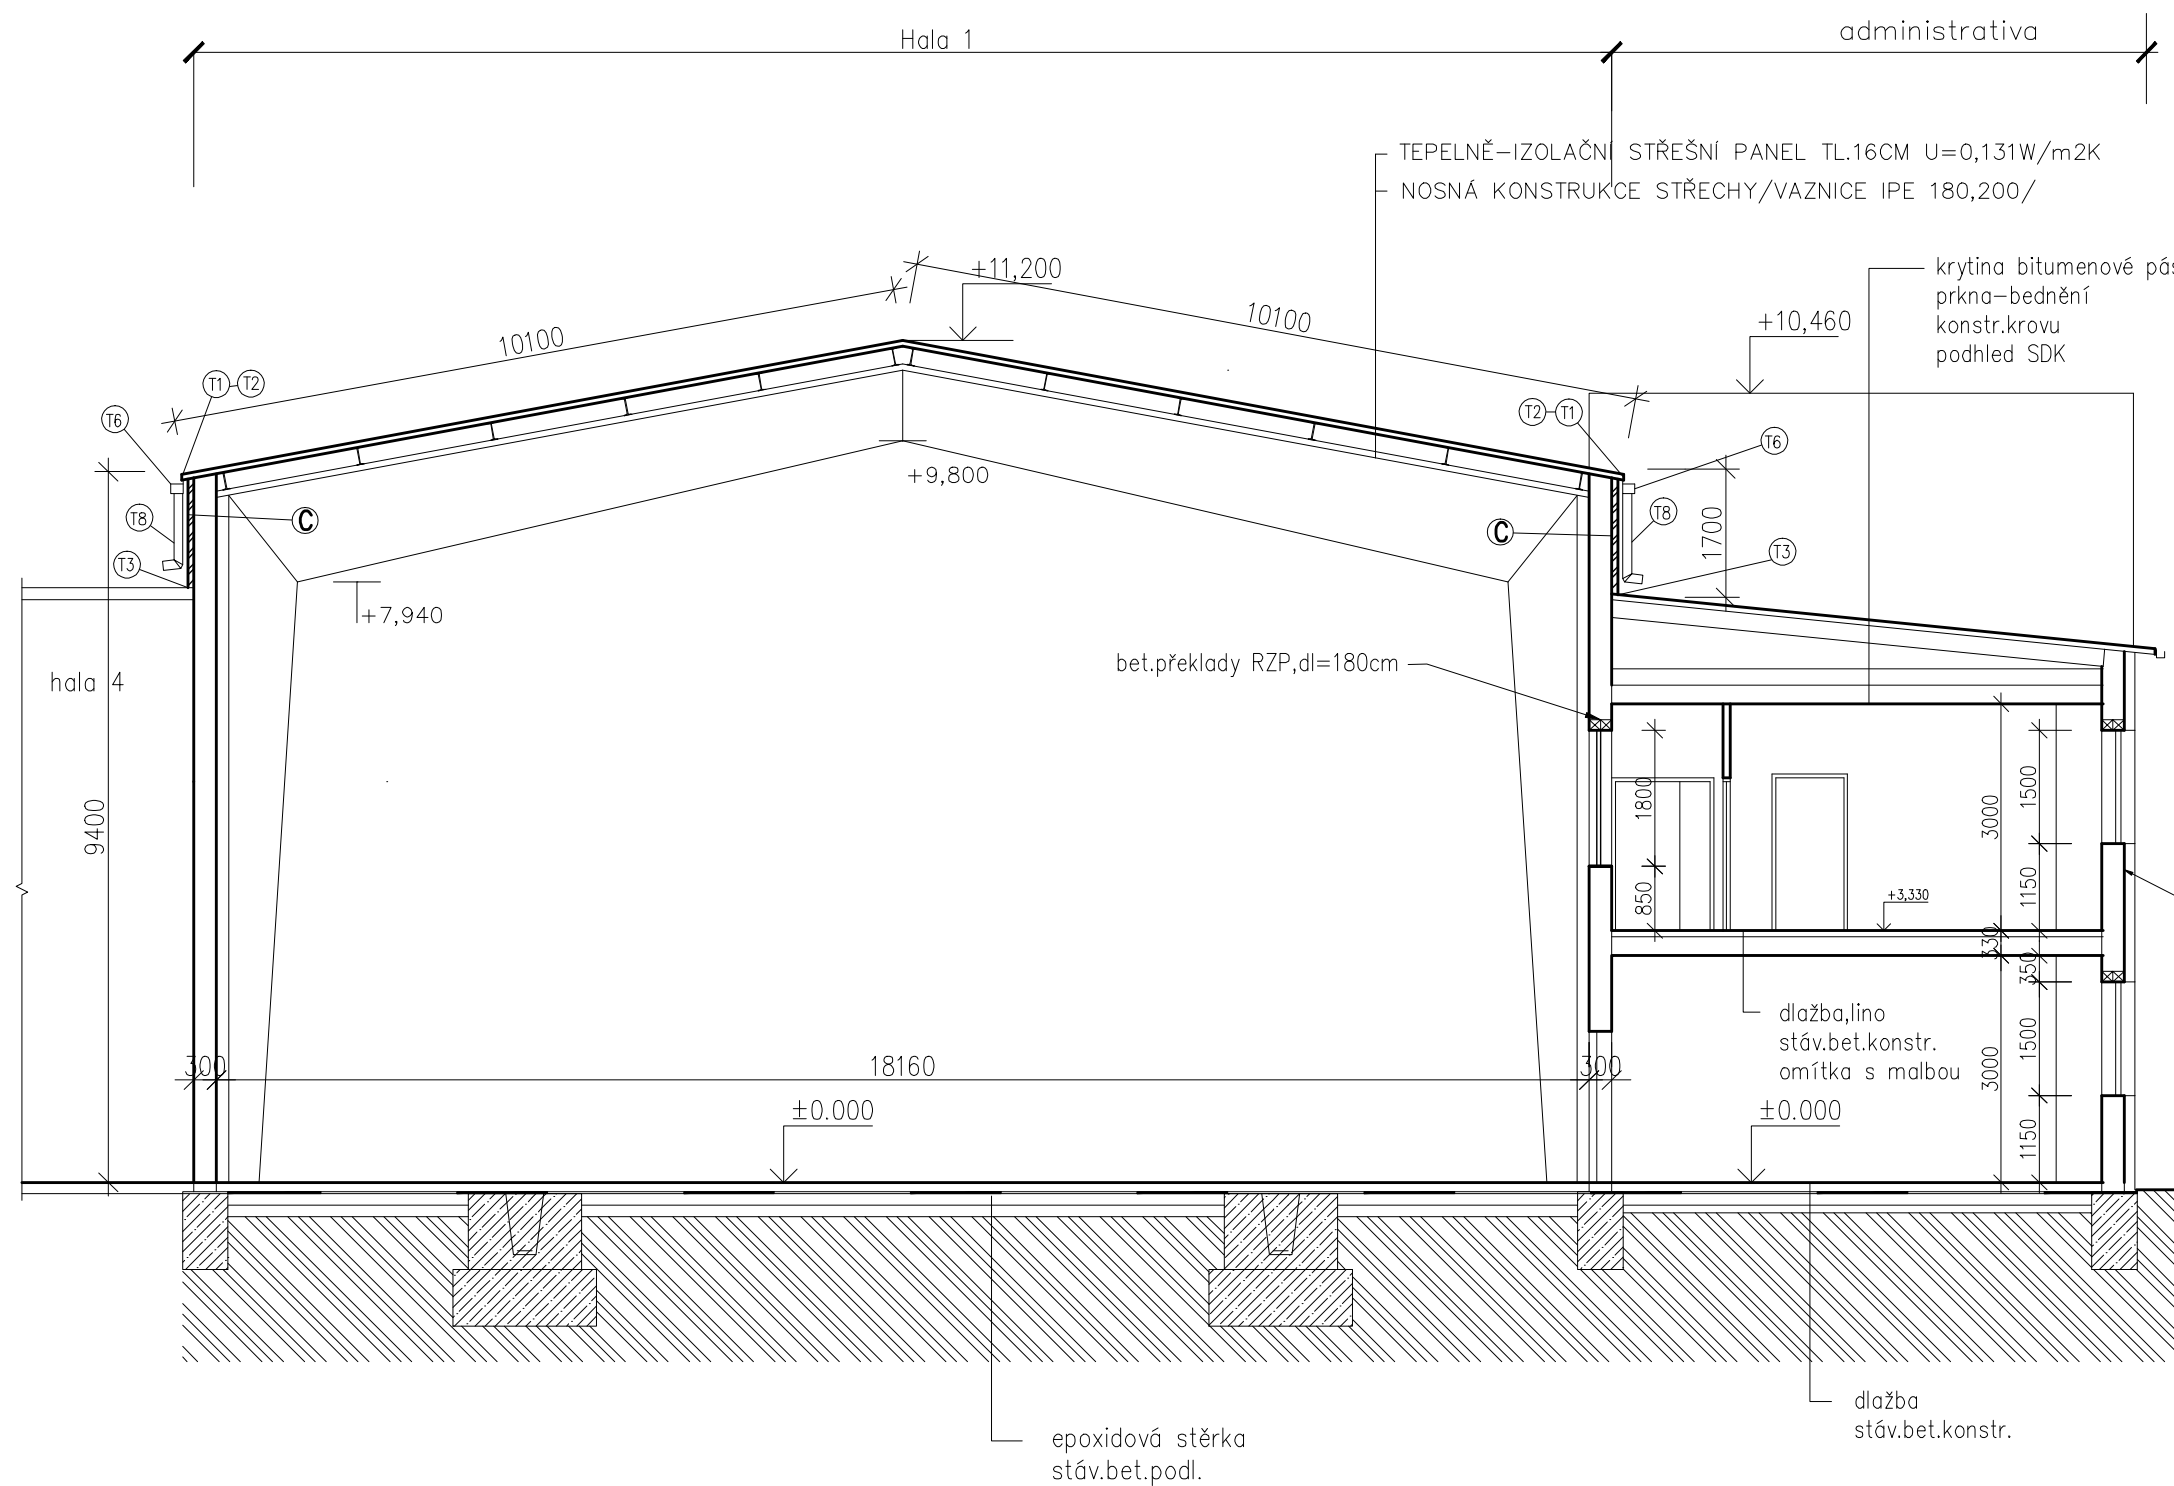 Hala 1
administrativa
TEPELNĚ-IZOLAČNÍ STŘEŠNÍ PANEL TL.16CM U=0,131W/m2K
NOSNÁ KONSTRUKCE STŘECHY/VAZNICE IPE 180,200/
+11,200
krytina bitumenové
prkna-bednění
konstr.krovu
podhled SDK
10100
10100
+10,460
T1 T2
T6
T2 T1
T6
+9,800
C
T8
T3
C
T8
1700
T3
+7,940
bet.překlady RZP,dl=180cm
hala 4
9400
1800
850
3000
1500
1150
+3,330
330
350
dlažba,lino
stáv.bet.konstr.
omítka s malbou
3000
1500
1150
300
18160
300
±0.000
±0.000
dlažba
stáv.bet.konstr.
epoxidová stěrka
stáv.bet.podl.